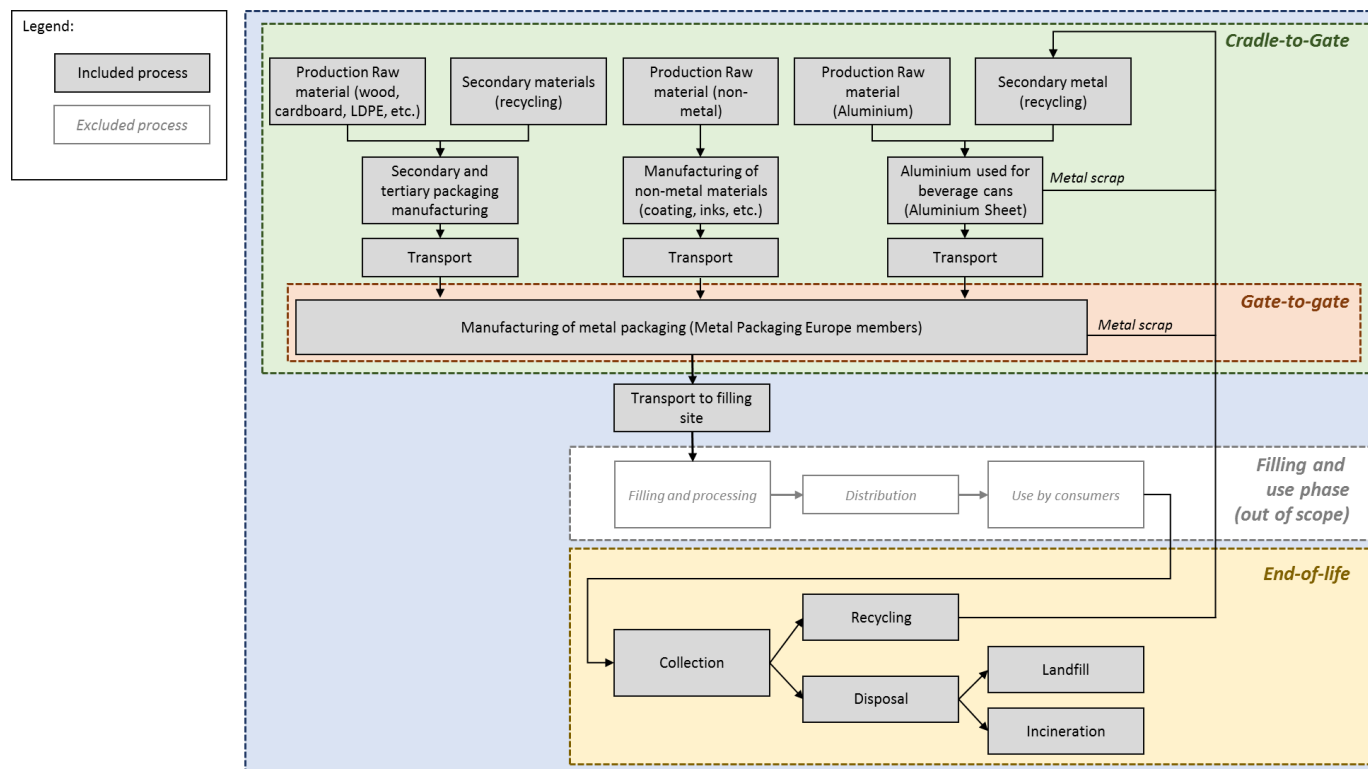 Legend:
Included process
Excluded process
Cradle-to-Gate
Production Raw
material (wood,
cardboard, LDPE, etc.)
Secondary materials
(recycling)
Production Raw
material (non-
metal)
Production Raw
material
(Aluminium)
Secondary metal
(recycling)
Secondary and
tertiary packaging
manufacturing
Manufacturing of
non-metal materials
(coating, inks, etc.)
Aluminium used for
beverage cans
(Aluminium Sheet)
Metal scrap
Transport
Transport
Transport
Gate-to-gate
Manufacturing of metal packaging (Metal Packaging Europe members)
Metal scrap
Transport to filling
site
Filling and processing
Distribution
Use by consumers
Filling and
use phase
(out of scope)
End-of-life
Collection
Recycling
Disposal
Landfill
Incineration